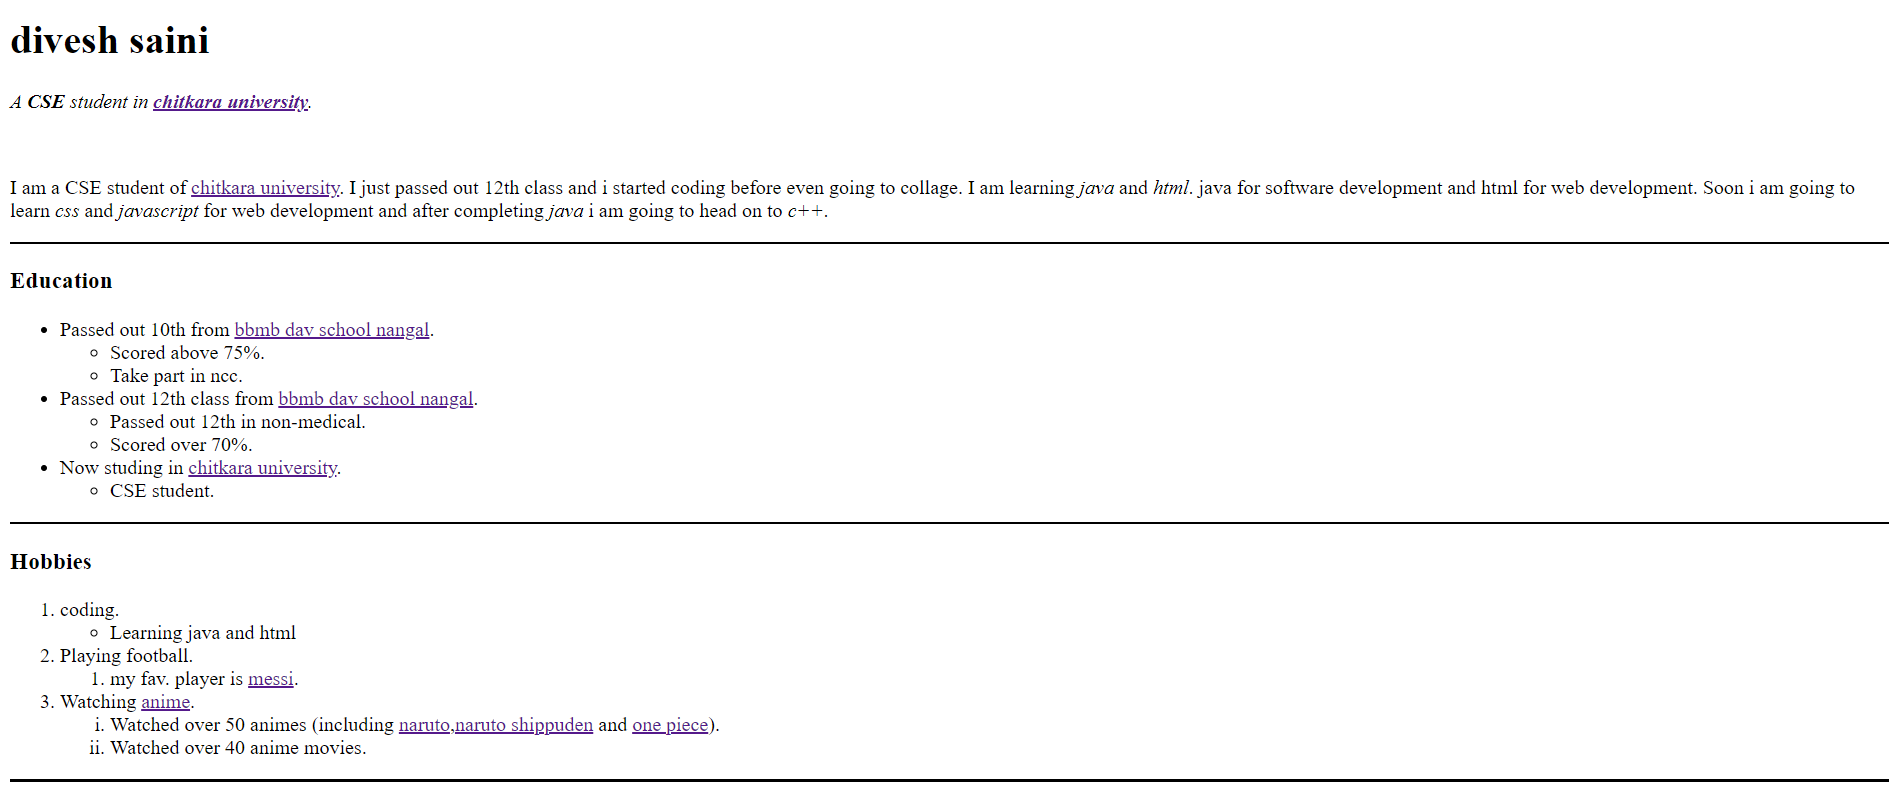 divesh saini
A CSE student in chitkara university.
I am a CSE student of chitkara university. I just passed out 12th class and i started coding before even going to collage. I am learning java and html. java for software development and html for web development. Soon i am going to
learn css and javascript for web development and after completing java i am going to head on to c++.
Education
• Passed out 10th from bbmb dav school nangal.
◦ Scored above 75%.
◦ Take part in ncc.
• Passed out 12th class from bbmb dav school nangal.
◦ Passed out 12th in non-medical.
◦ Scored over 70%.
• Now studing in chitkara university.
◦ CSE student.
Hobbies
1. coding.
◦ Learning java and html
2. Playing football.
1. my fav. player is messi.
3. Watching anime.
i. Watched over 50 animes (including naruto,naruto shippuden and one piece).
ii. Watched over 40 anime movies.